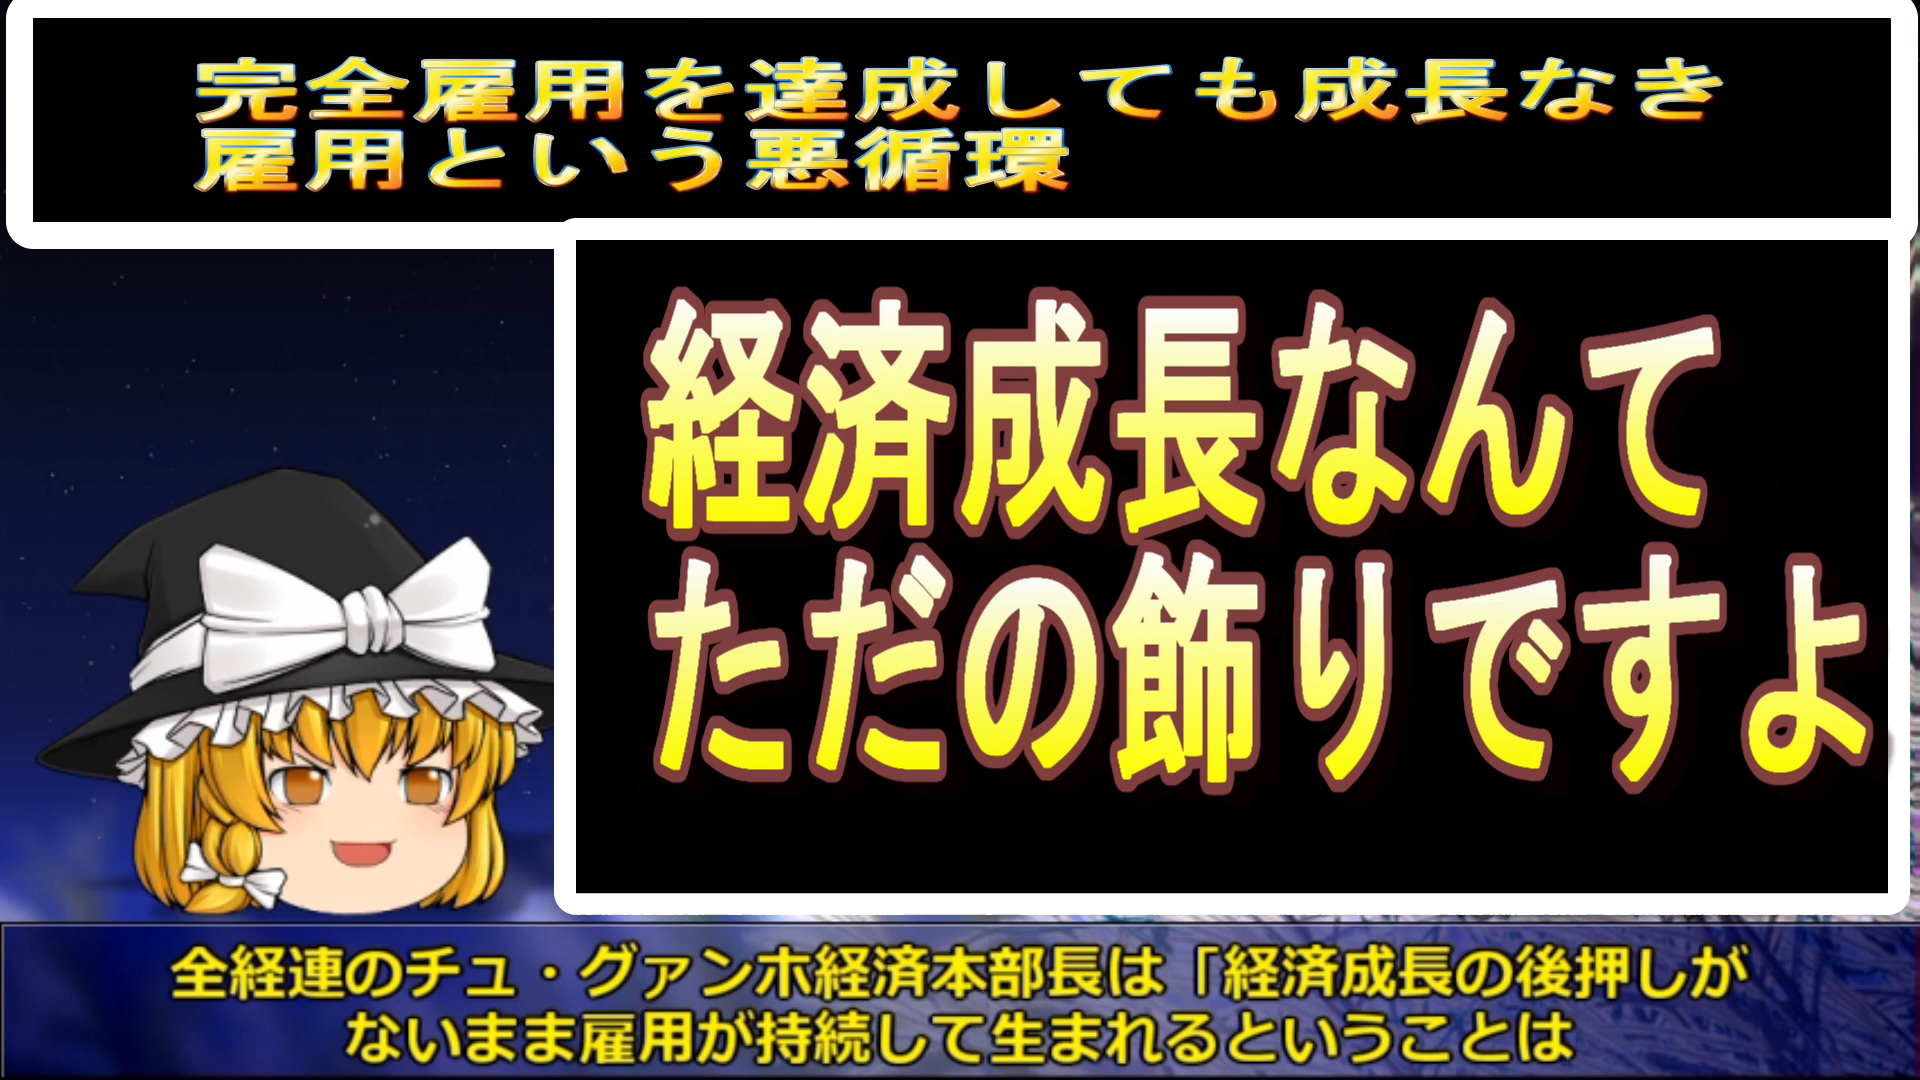 完全雇用を達成しても成長なき
雇用という悪循環
経済成長なんて
ただの飾りですよ
全経連のチュ・グァンホ経済本部長は「経済成長の後押しが
ないまま雇用が持続して生まれるということは